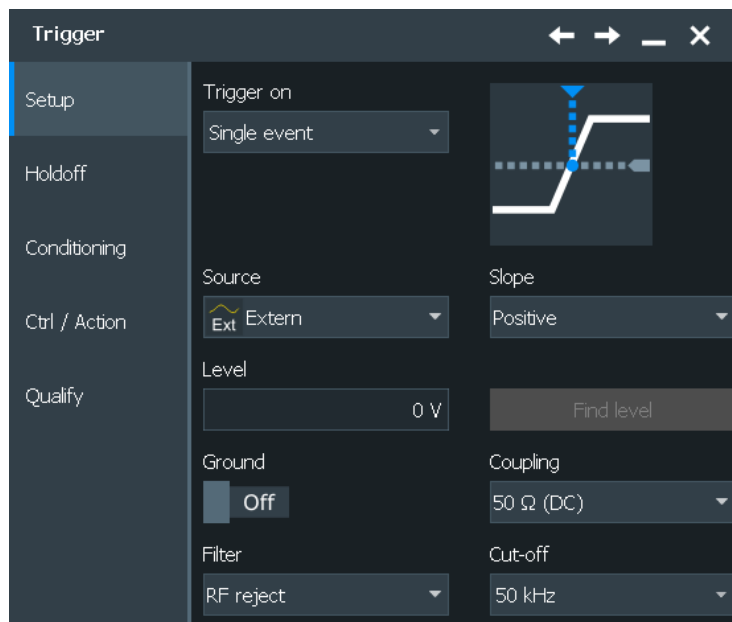 Trigger
Setup
Holdoff
Conditioning
Ctrl / Action
Qualify
Trigger on
Single event
Source
Slope
Ext Extern
Positive
Level
0 V
Find level
Ground
Coupling
Off
50 Ω (DC)
Filter
Cut-off
RF reject
50 kHz